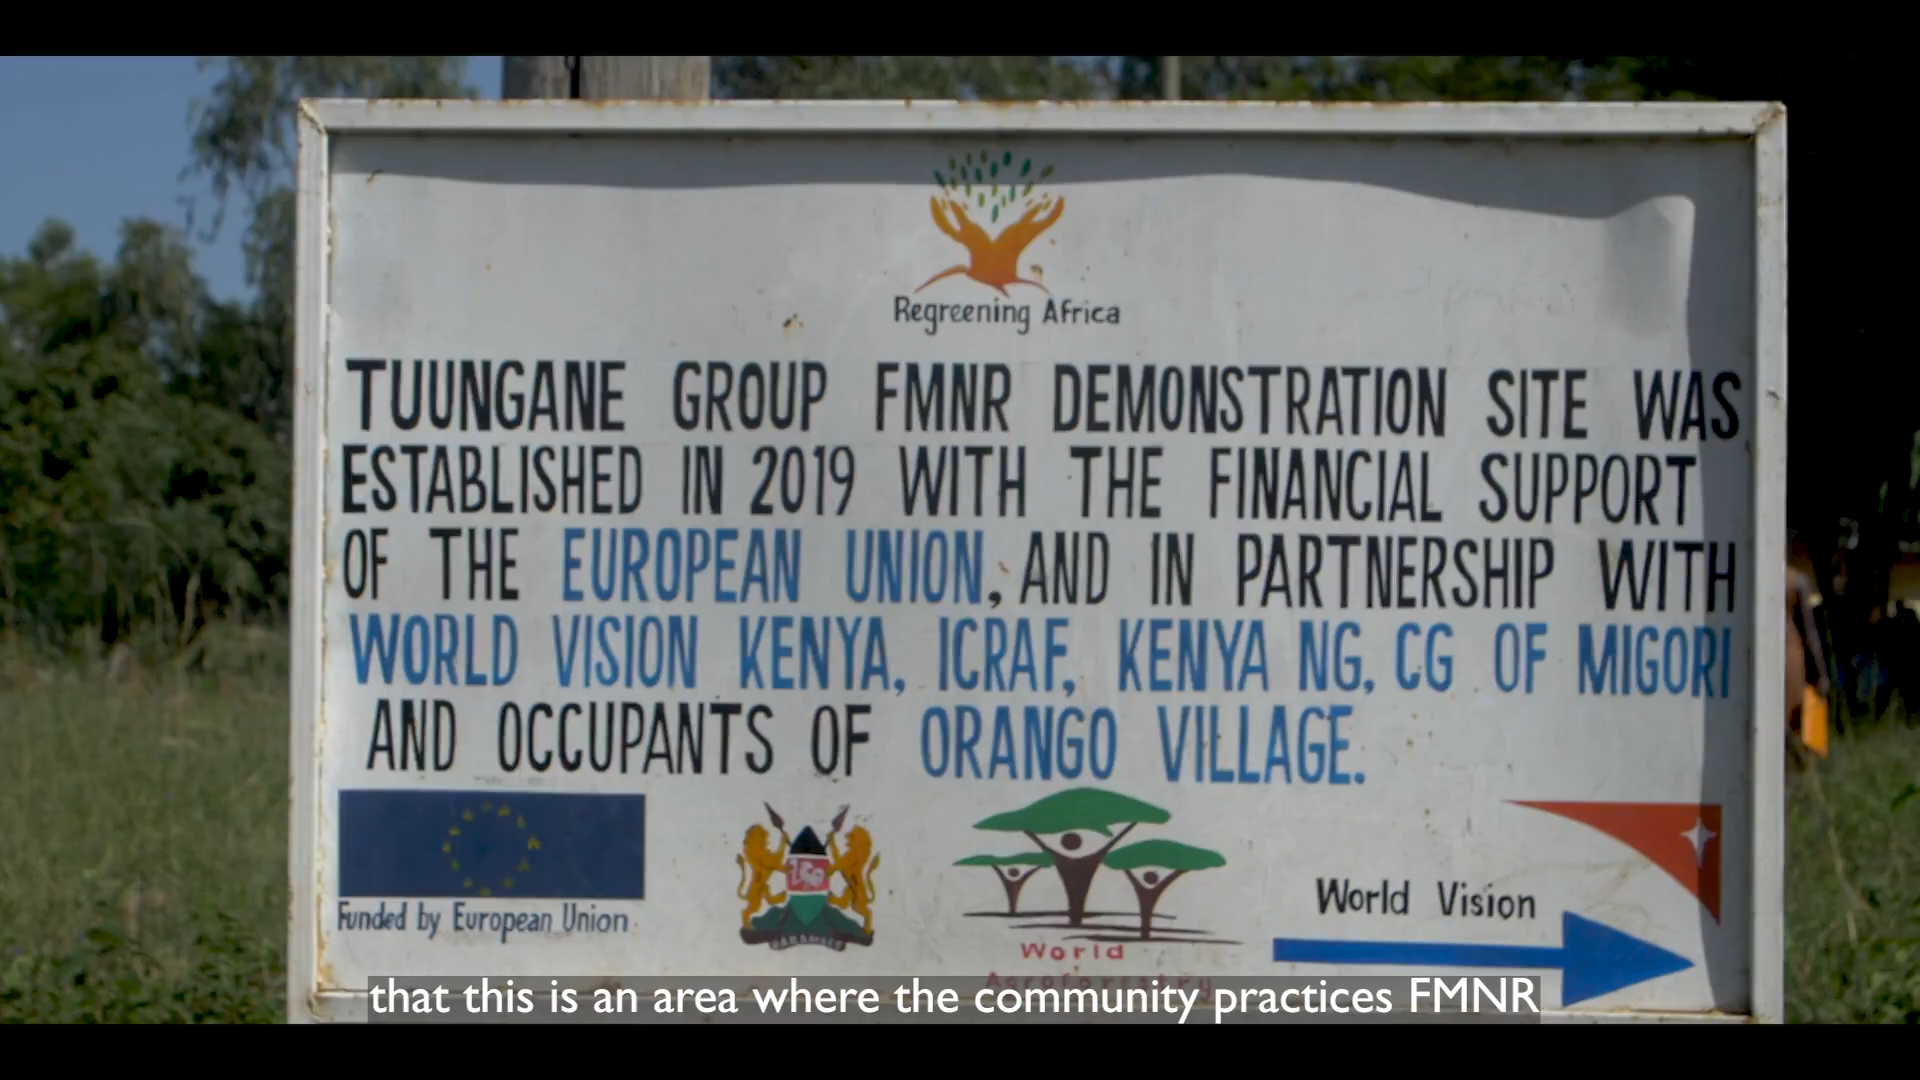 Regreening Africa
TUUNGANE GROUP FMNR DEMONSTRATION SITE WAS
ESTABLISHED IN 2019 WITH THE FINANCIAL SUPPORT
OF THE EUROPEAN UNION, AND IN PARTNERSHIP WITH
WORLD VISION KENYA, ICRAF, KENYA NG, CG OF MIGORI
AND OCCUPANTS OF ORANGO VILLAGE.
Funded by European Union
World
Agroforestry
World Vision
that this is an area where the community practices FMNR